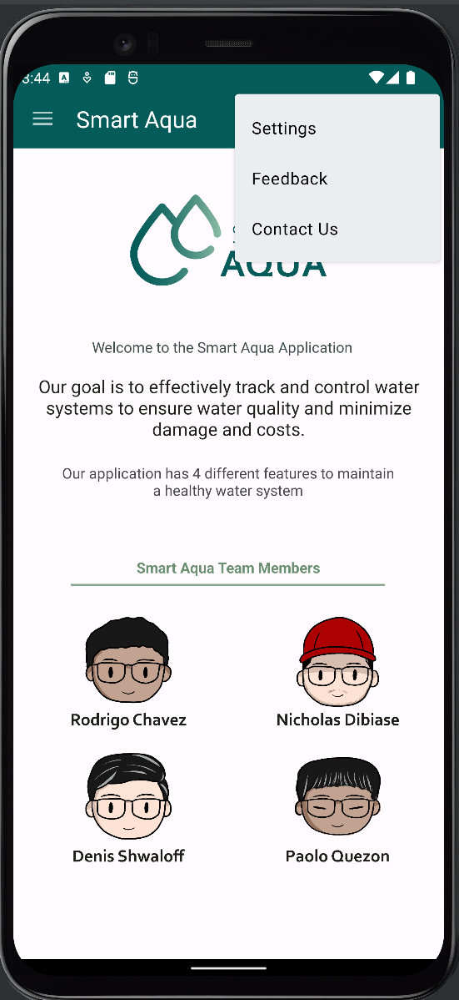 3:44
Smart Aqua
Settings
Feedback
Contact Us
AQUA
Welcome to the Smart Aqua Application
Our goal is to effectively track and control water
systems to ensure water quality and minimize
damage and costs.
Our application has 4 different features to maintain
a healthy water system
Smart Aqua Team Members
Rodrigo Chavez
Nicholas Dibiase
Denis Shwaloff
Paolo Quezon